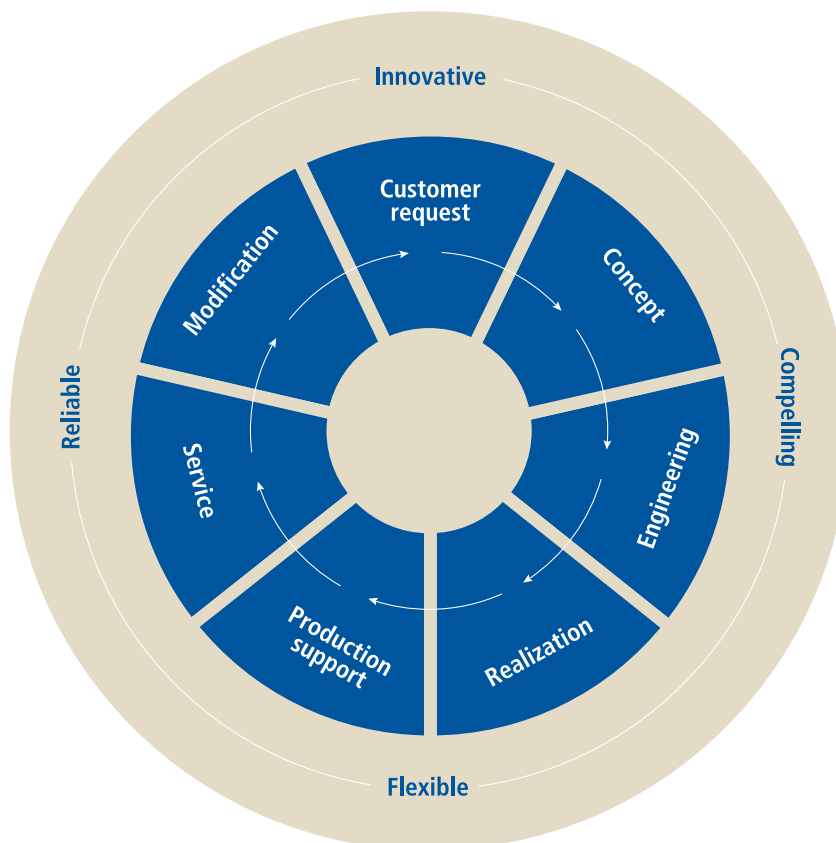 Innovative
Customer
request
Concept
Engineering
Realization
Production
support
Service
Modification
Compelling
Flexible
Reliable